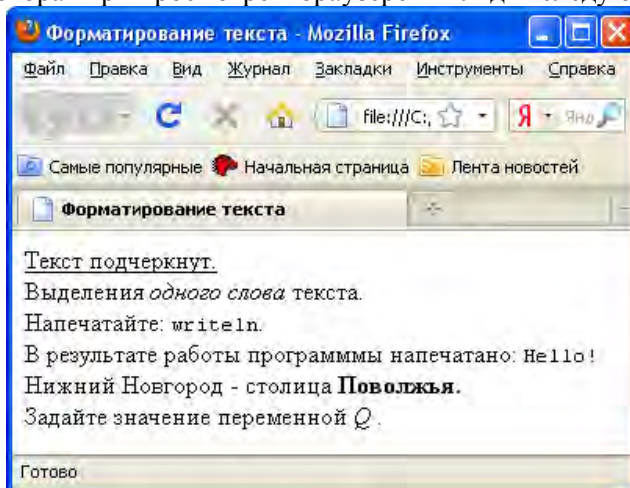 Форматирование текста - Mozilla Firefox
Файл Правка Вид Журнал Закладки Инструменты Справка
file:///C:, Я Янд
Самые популярные Начальная страница Лента новостей
Форматирование текста
Текст подчеркнут.
Выделения одного слова текста.
Напечатайте: writeln.
В результате работы программмы напечатано: Hello!
Нижний Новгород - столица Поволжья.
Задайте значение переменной Q .
Готово